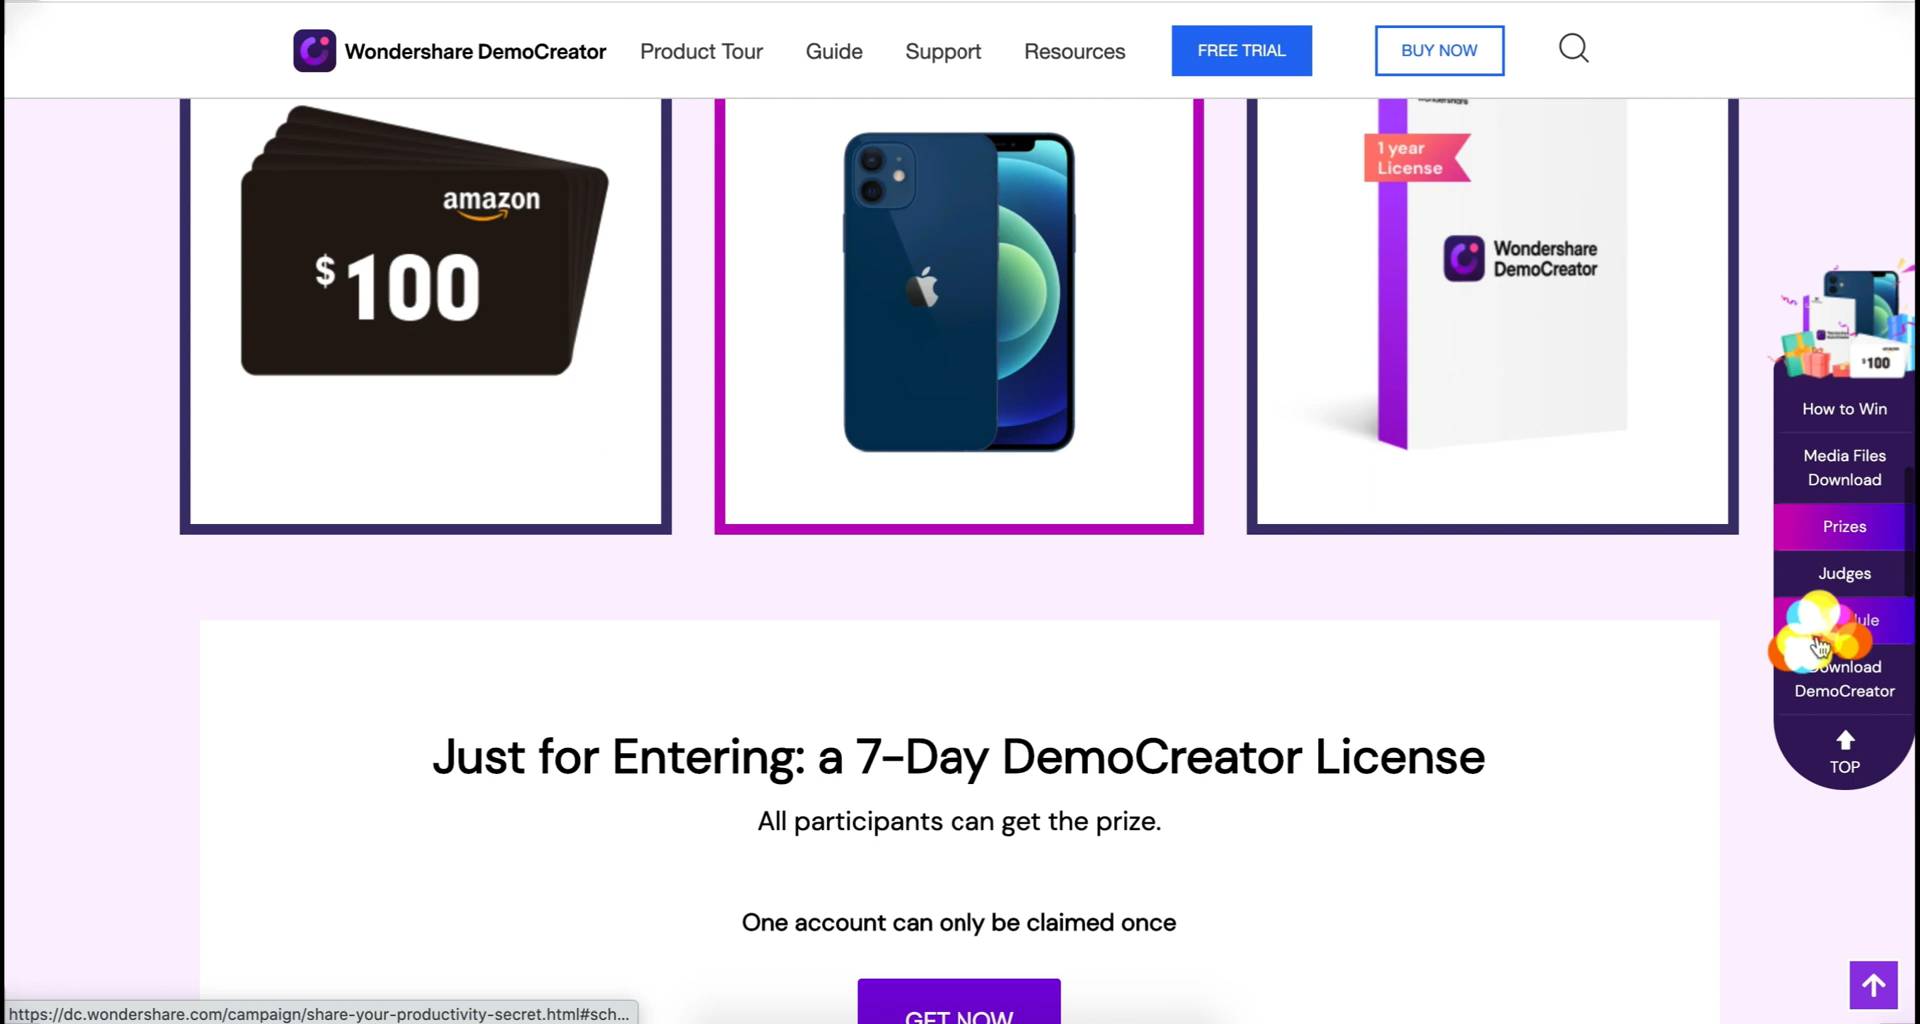 Wondershare DemoCreator
Product Tour
Guide
Support
Resources
FREE TRIAL
BUY NOW
amazon
$100
1 year
License
Wondershare
DemoCreator
$100
How to Win
Media Files
Download
Prizes
Judges
Download
DemoCreator
TOP
Just for Entering: a 7-Day DemoCreator License
All participants can get the prize.
One account can only be claimed once
GET NOW
https://dc.wondershare.com/campaign/share-your-productivity-secret.html#sch...